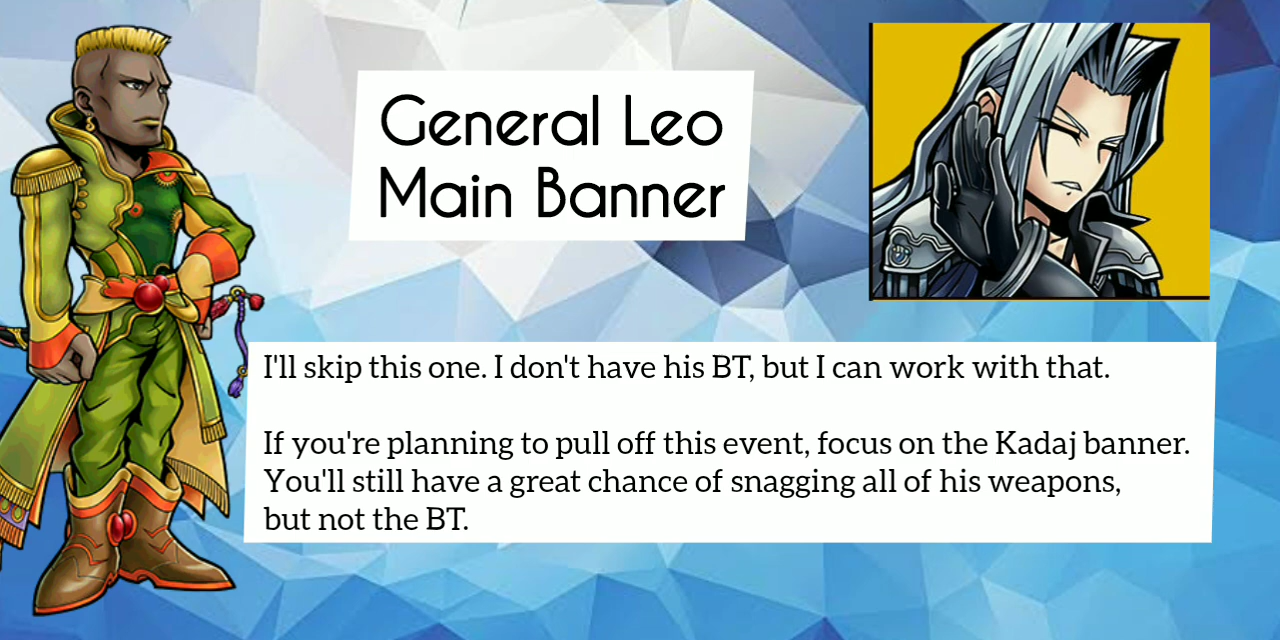 General Leo
Main Banner
I'll skip this one. I don't have his BT, but I can work with that.
If you're planning to pull off this event, focus on the Kadaj banner.
You'll still have a great chance of snagging all of his weapons,
but not the BT.